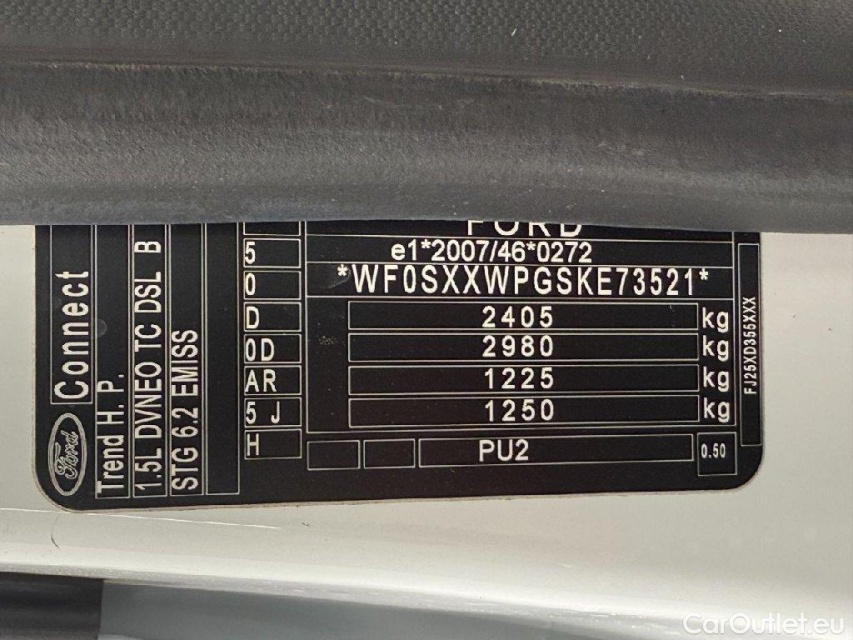 FORD
e1*2007/46*0272
*WF0SXXWPGSKE73521*
2405 kg
2980 kg
1225 kg
1250 kg
PU2
0.50
5
0
D
0D
AR
5 J
H
Ford
Connect
Trend H. P.
1.5L DVNEO TC DSL B
STG 6.2 EMISS
FJ25XD355XXX
CarOutlet.eu